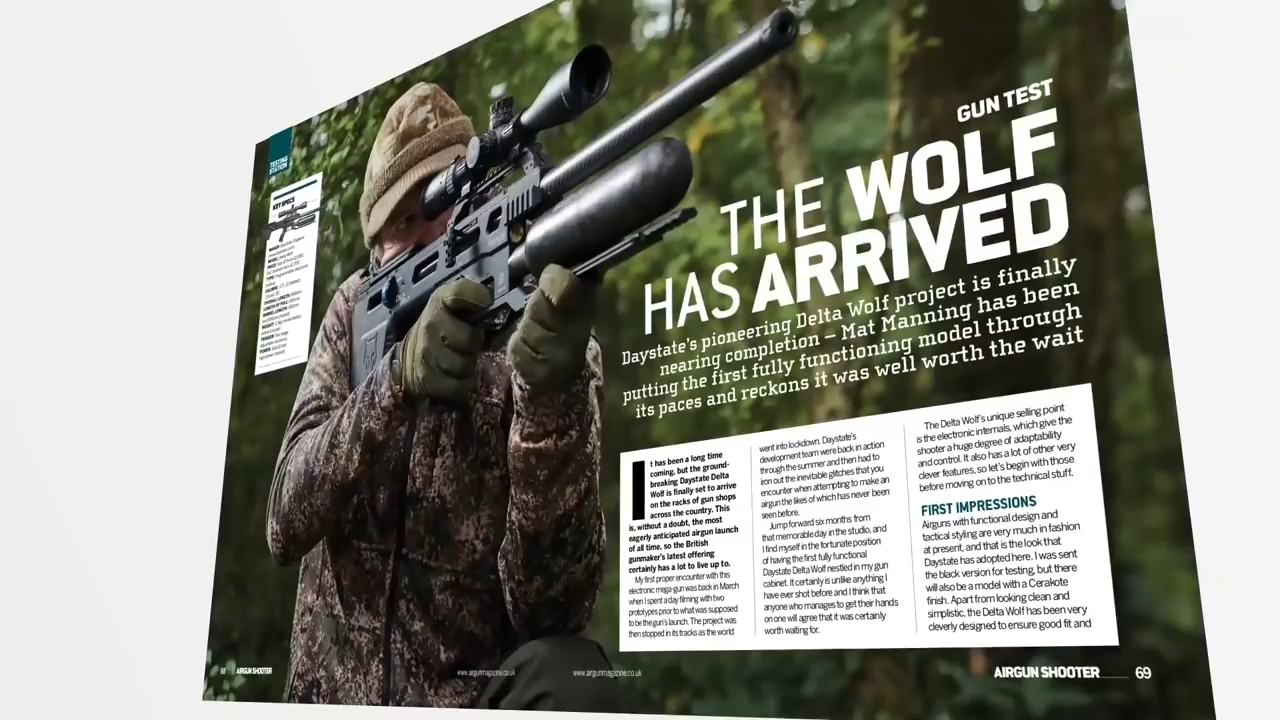 TESTING
STATION
KEY SPECS
GUN TEST
THE WOLF
HAS ARRIVED
Daystate's pioneering Delta Wolf project is finally
nearing completion – Mat Manning has been
putting the first fully functioning model through
its paces and reckons it was well worth the wait
It has been a long time
coming, but the ground-
breaking Daystate Delta
Wolf is finally set to arrive
on the racks of gun shops
across the country. This
is, without a doubt, the most
eagerly anticipated airgun launch
of all time, so the British
gunmaker's latest offering
certainly has a lot to live up to.
My first proper encounter with this
electronic mega-gun was back in March
when I spent a day filming with two
prototypes prior to what was supposed
to be the gun's launch. The project was
then stopped in its tracks as the world
went into lockdown. Daystate's
development team were back in action
through the summer and then had to
iron out the inevitable glitches that you
encounter when attempting to make an
airgun the likes of which has never been
seen before.
Jump forward six months from
that memorable day in the studio, and
I find myself in the fortunate position
of having the first fully functional
Daystate Delta Wolf nestled in my gun
cabinet. It certainly is unlike anything I
have ever shot before and I think that
anyone who manages to get their hands
on one will agree that it was certainly
worth waiting for.
The Delta Wolf's unique selling point
is the electronic internals, which give the
shooter a huge degree of adaptability
and control. It also has a lot of other very
clever features, so let's begin with those
before moving on to the technical stuff.
FIRST IMPRESSIONS
Airguns with functional design and
tactical styling are very much in fashion
at present, and that is the look that
Daystate has adopted here. I was sent
the black version for testing, but there
will also be a model with a Cerakote
finish. Apart from looking clean and
simplistic, the Delta Wolf has been very
cleverly designed to ensure good fit and
68 AIRGUN SHOOTER
www.airgunmagazine.co.uk
www.airgunmagazine.co.uk
AIRGUN SHOOTER 69